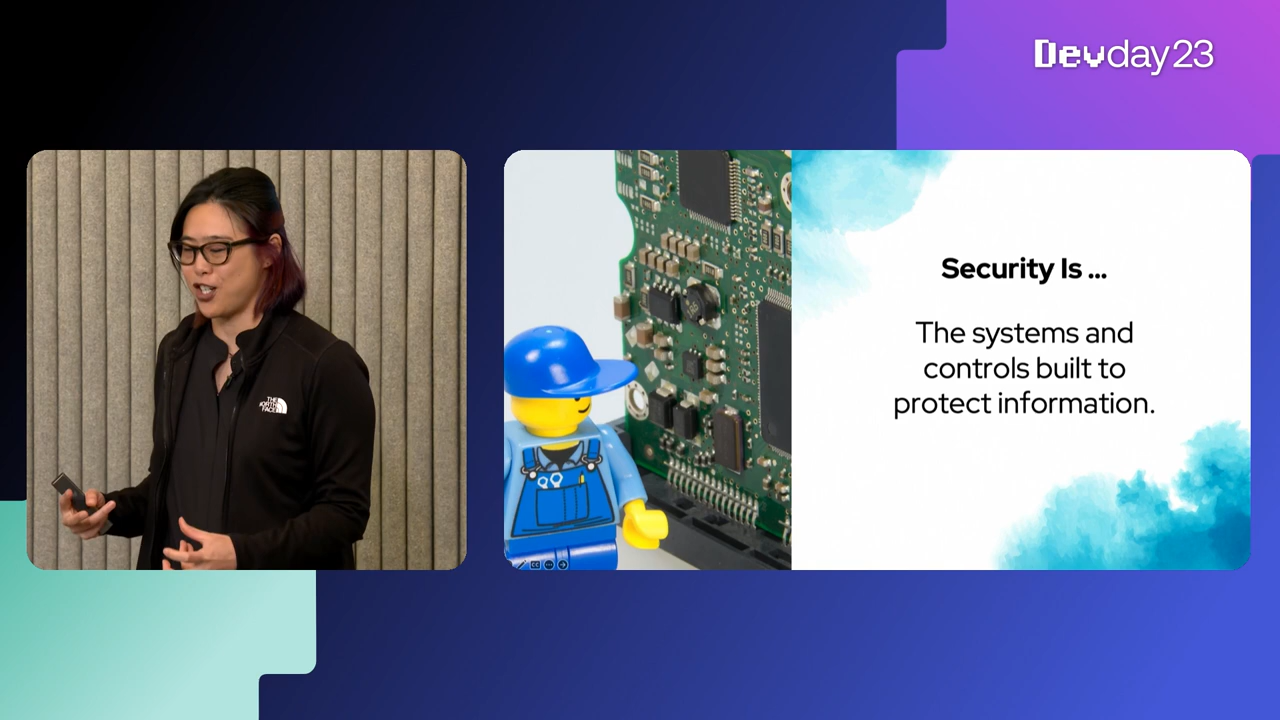 Devday23
THE
NORTH
FACE
Security Is ...
The systems and
controls built to
protect information.